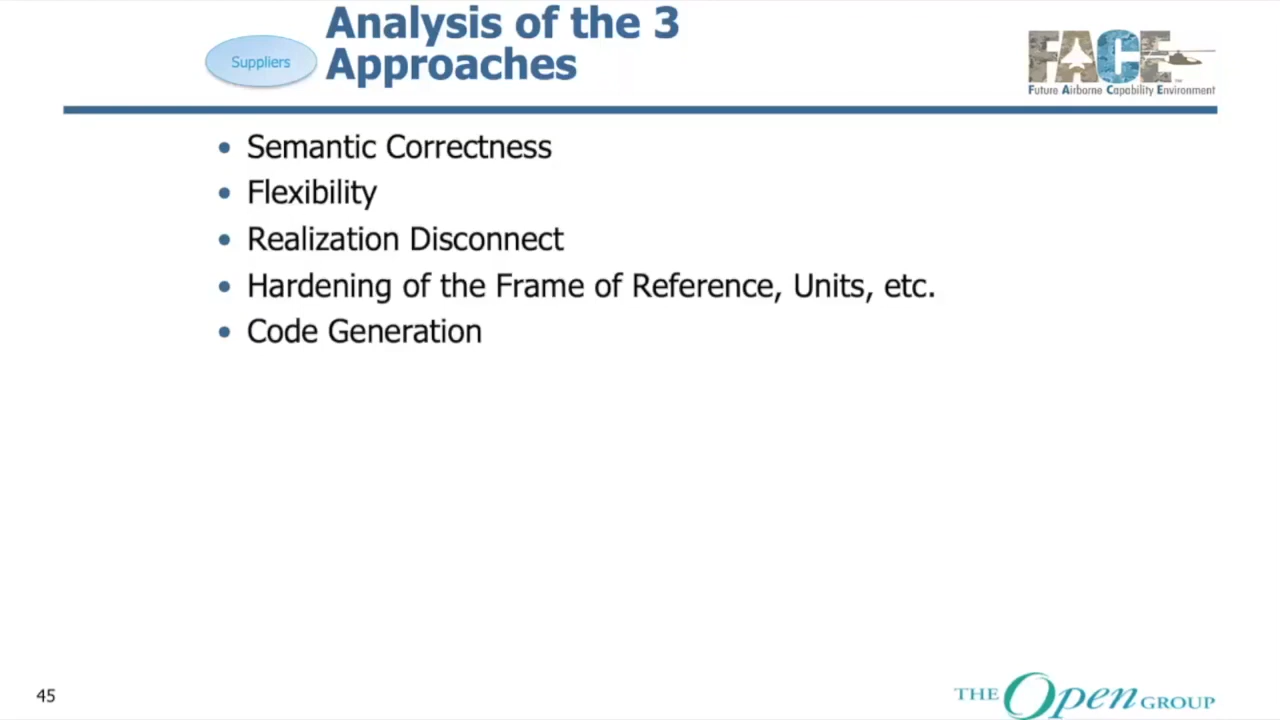 Analysis of the 3
Approaches
Suppliers
FACE
Future Airborne Capability Environment
• Semantic Correctness
• Flexibility
• Realization Disconnect
• Hardening of the Frame of Reference, Units, etc.
• Code Generation
45
THE Open GROUP